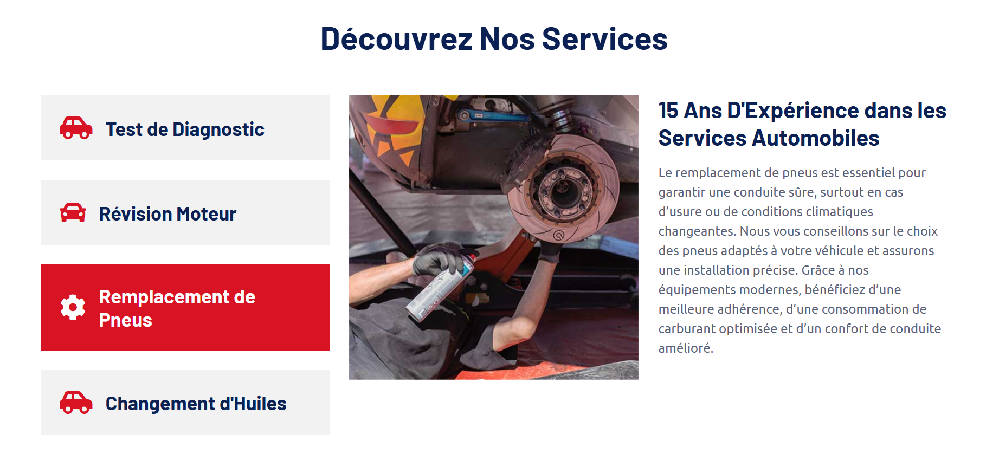 Découvrez Nos Services
Test de Diagnostic
Révision Moteur
Remplacement de
Pneus
Changement d'Huiles
15 Ans D'Expérience dans les
Services Automobiles
Le remplacement de pneus est essentiel pour
garantir une conduite sûre, surtout en cas
d’usure ou de conditions climatiques
changeantes. Nous vous conseillons sur le choix
des pneus adaptés à votre véhicule et assurons
une installation précise. Grâce à nos
équipements modernes, bénéficiez d’une
meilleure adhérence, d’une consommation de
carburant optimisée et d’un confort de conduite
amélioré.